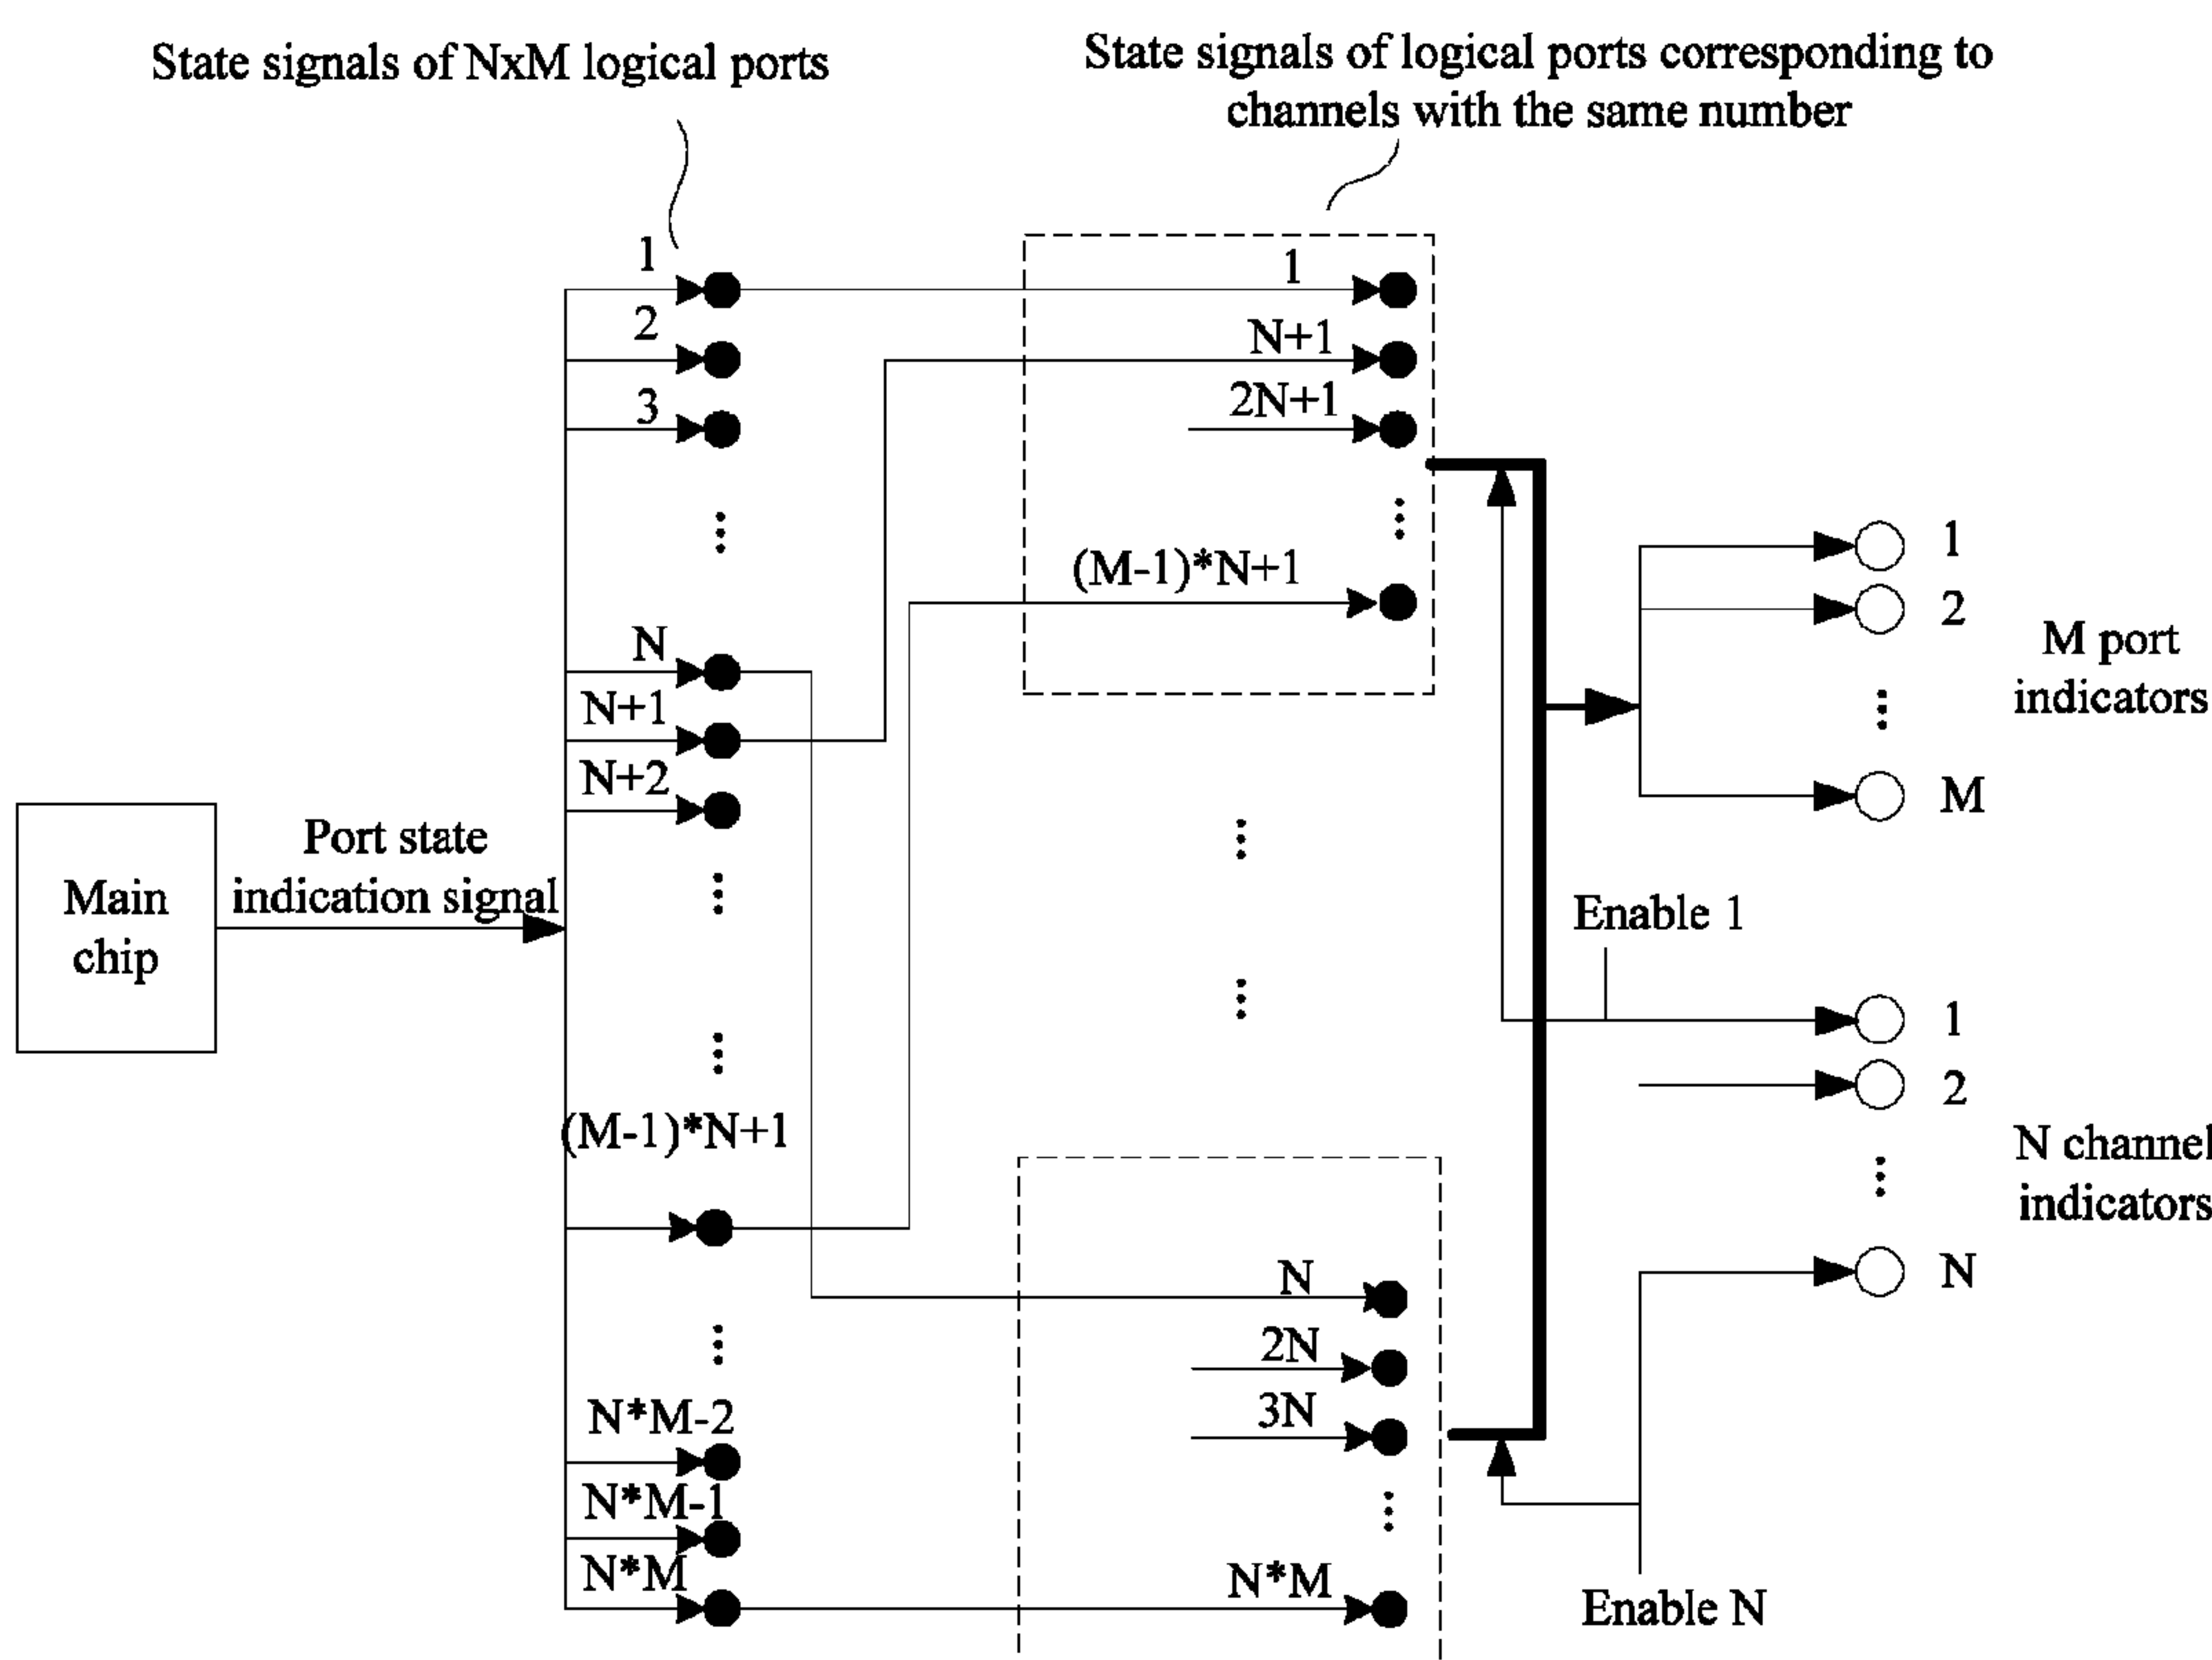 State signals of NxM logical ports
State signals of logical ports corresponding to
channels with the same number
1
2
3
N
N+1
N+2
(M-1)*N+1
N*M-2
N*M-1
N*M
Main
chip
Port state
indication signal
1
N+1
2N+1
(M-1)*N+1
N
2N
3N
N*M
1
2
M
M port
indicators
Enable 1
1
2
N
N channel
indicators
Enable N